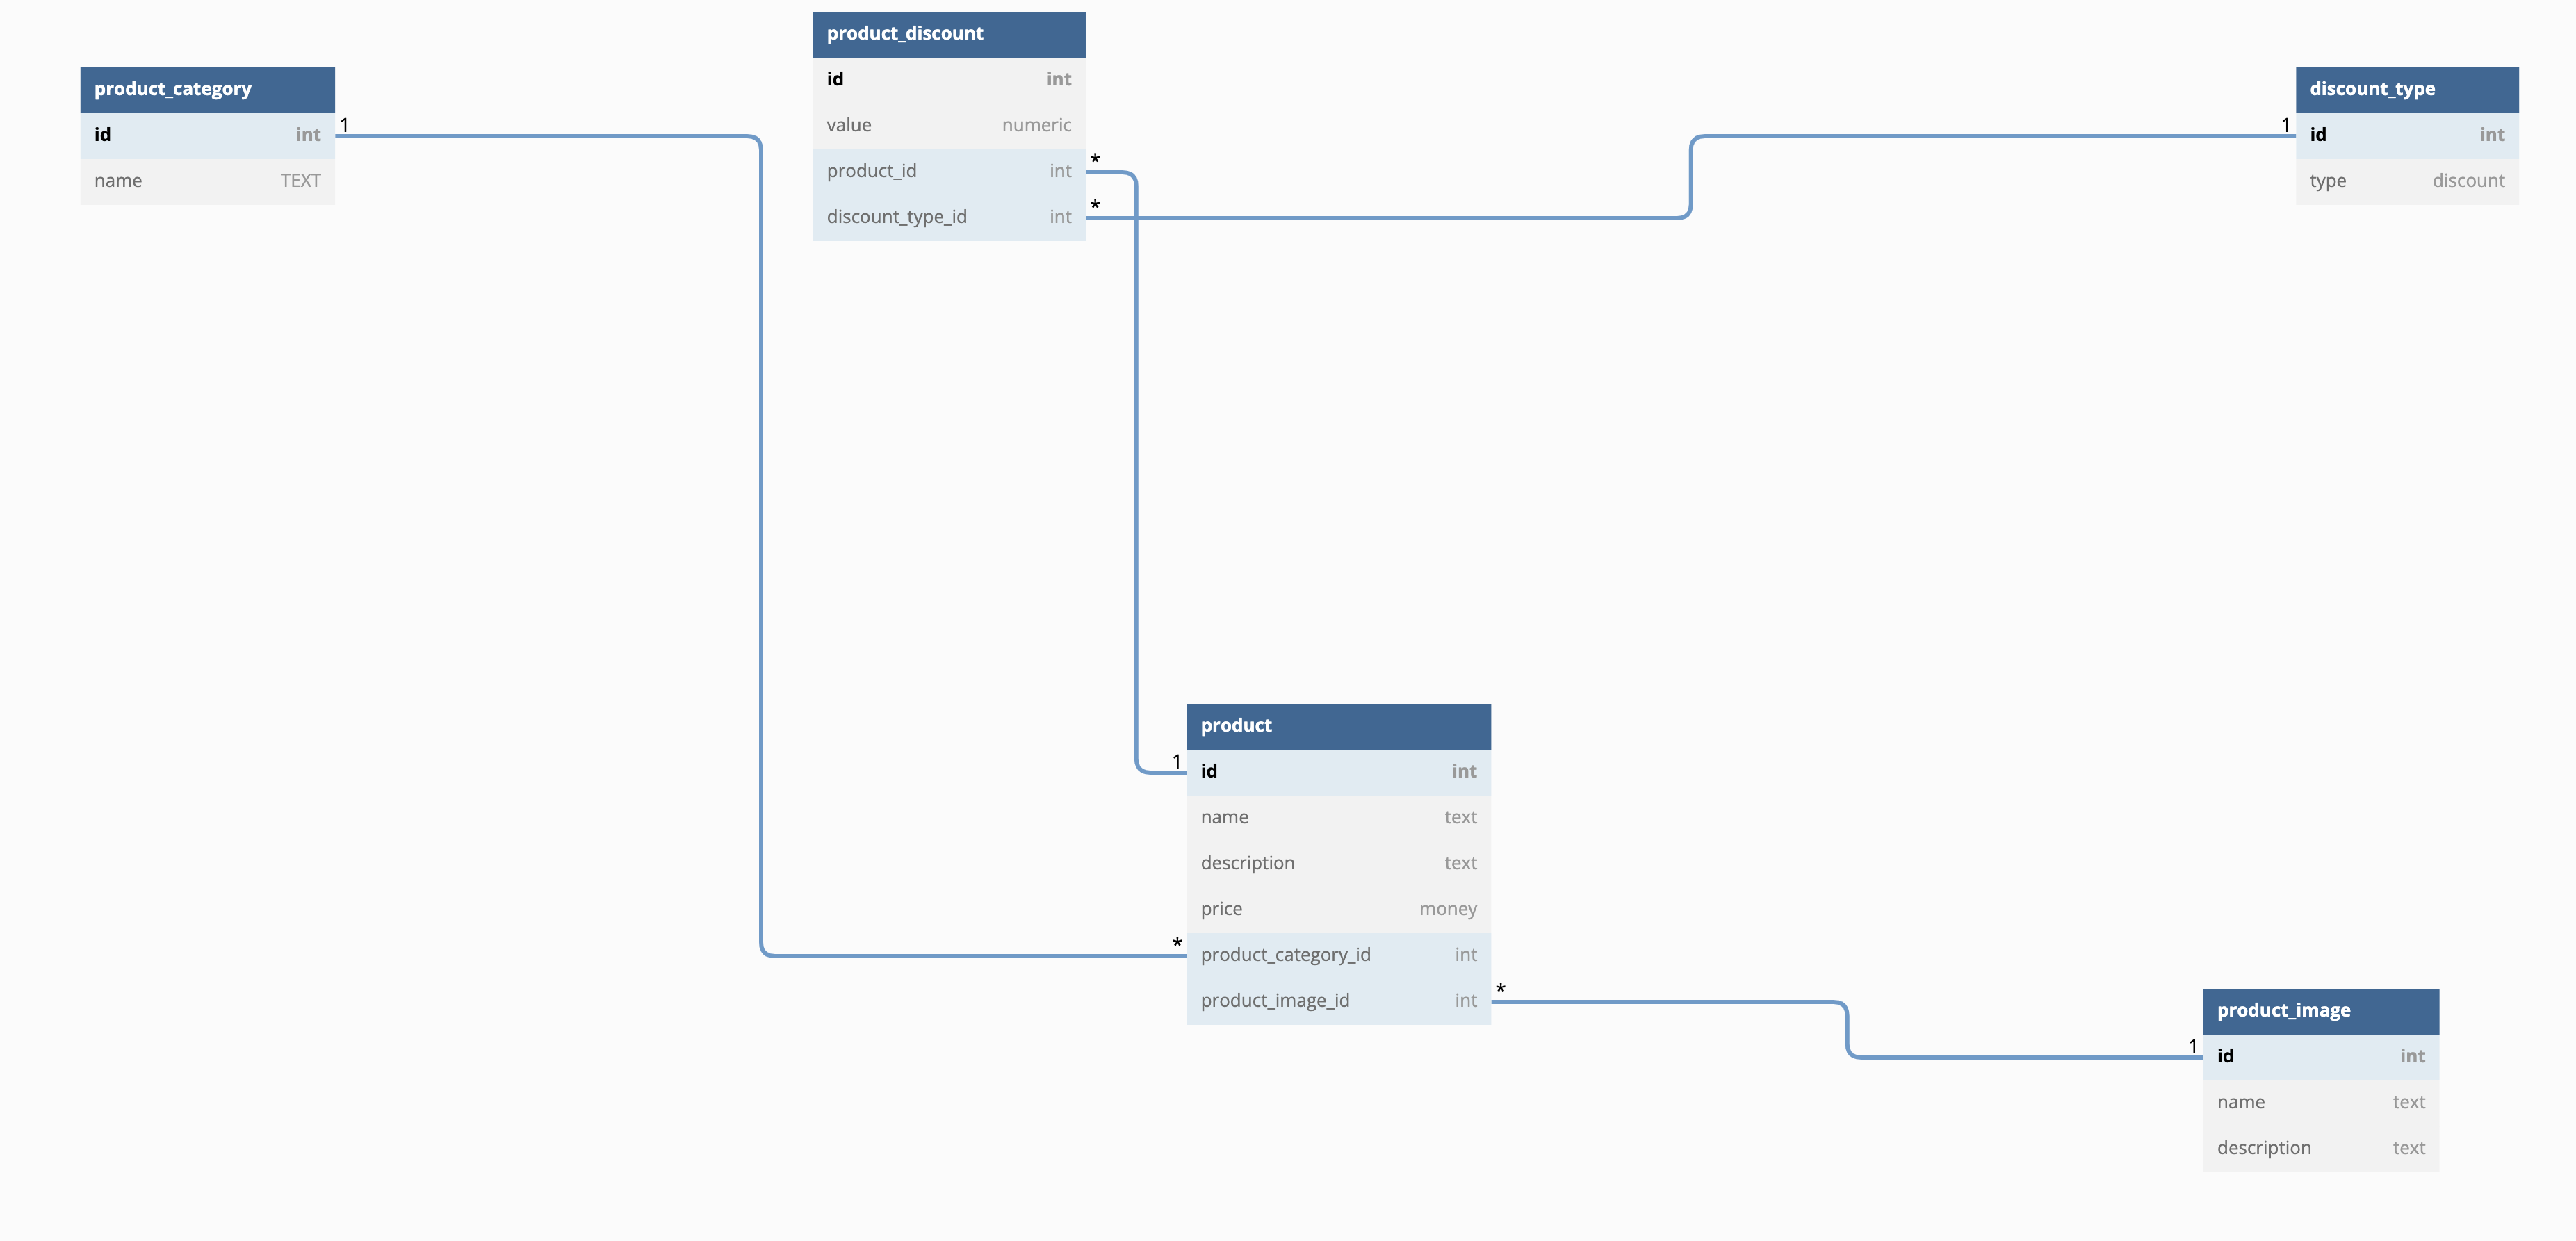 product_discount
id int
value numeric
product_id int *
discount_type_id int *
product_category
id int 1
name TEXT
discount_type
1 id int
type discount
product
1 id int
name text
description text
price money
* product_category_id int
product_image_id int *
product_image
1 id int
name text
description text